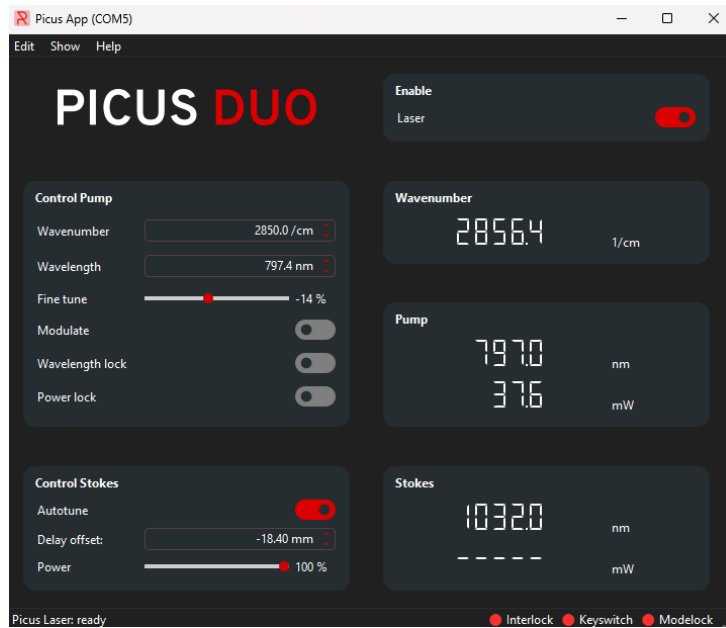 Picus App (COM5)
Edit Show Help
PICUS DUO
Enable
Laser
Control Pump
Wavenumber 2850.0 /cm
Wavelength 797.4 nm
Fine tune -14 %
Modulate
Wavelength lock
Power lock
Wavenumber
2856.4 1/cm
Pump
797.0 nm
37.6 mW
Control Stokes
Autotune
Delay offset: -18.40 mm
Power 100 %
Stokes
1032.0 nm
----- mW
Picus Laser: ready
Interlock Keyswitch Modelock